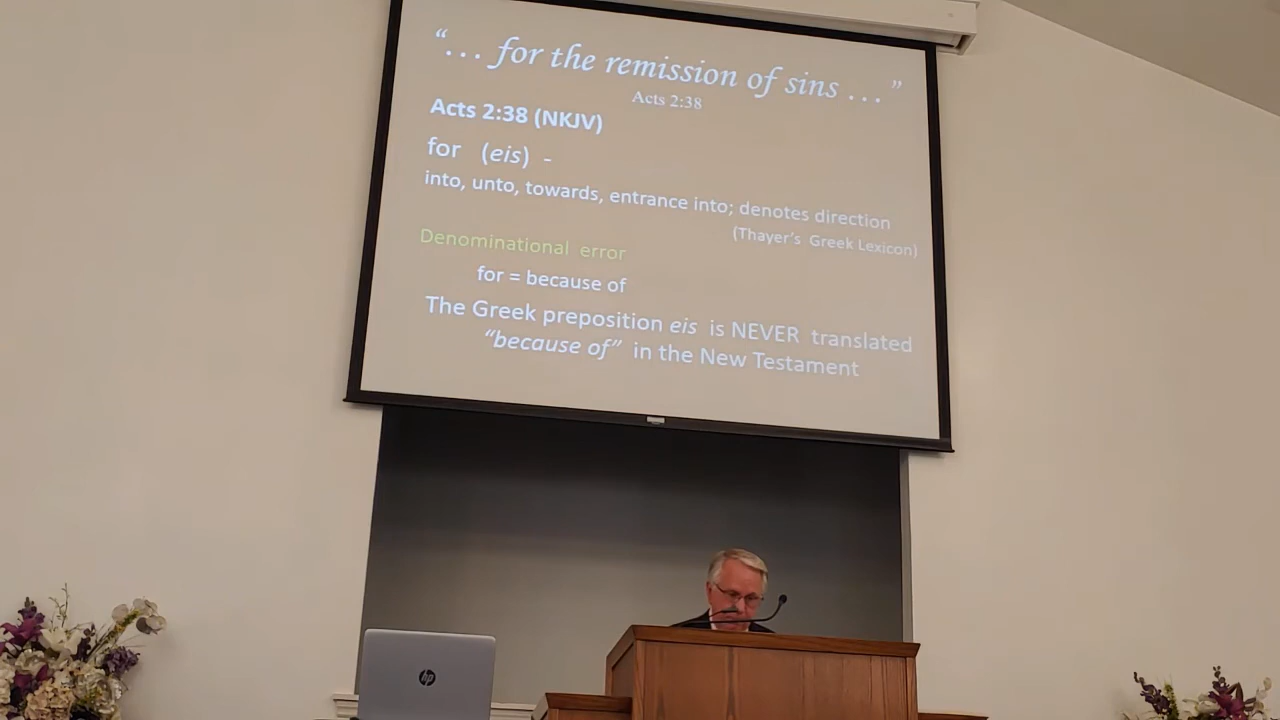 “... for the remission of sins ...”
Acts 2:38
Acts 2:38 (NKJV)
for (eis) -
into, unto, towards, entrance into; denotes direction
(Thayer's Greek Lexicon)
Denominational error
for = because of
The Greek preposition eis is NEVER translated
“because of” in the New Testament
hp